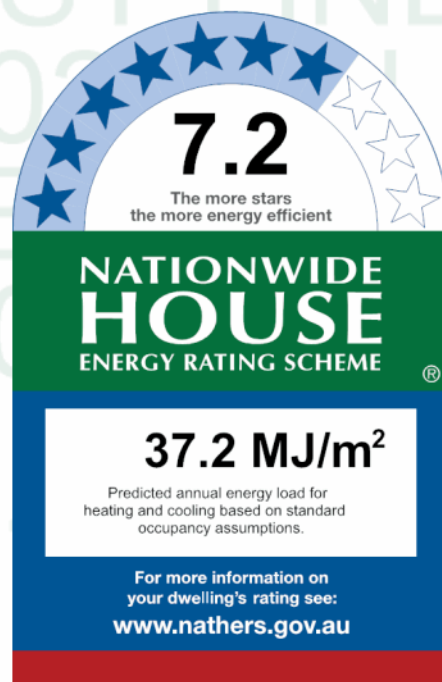 7.2
The more stars
the more energy efficient
NATIONWIDE
HOUSE
ENERGY RATING SCHEME ®
37.2 MJ/m²
Predicted annual energy load for
heating and cooling based on standard
occupancy assumptions.
For more information on
your dwelling's rating see:
www.nathers.gov.au